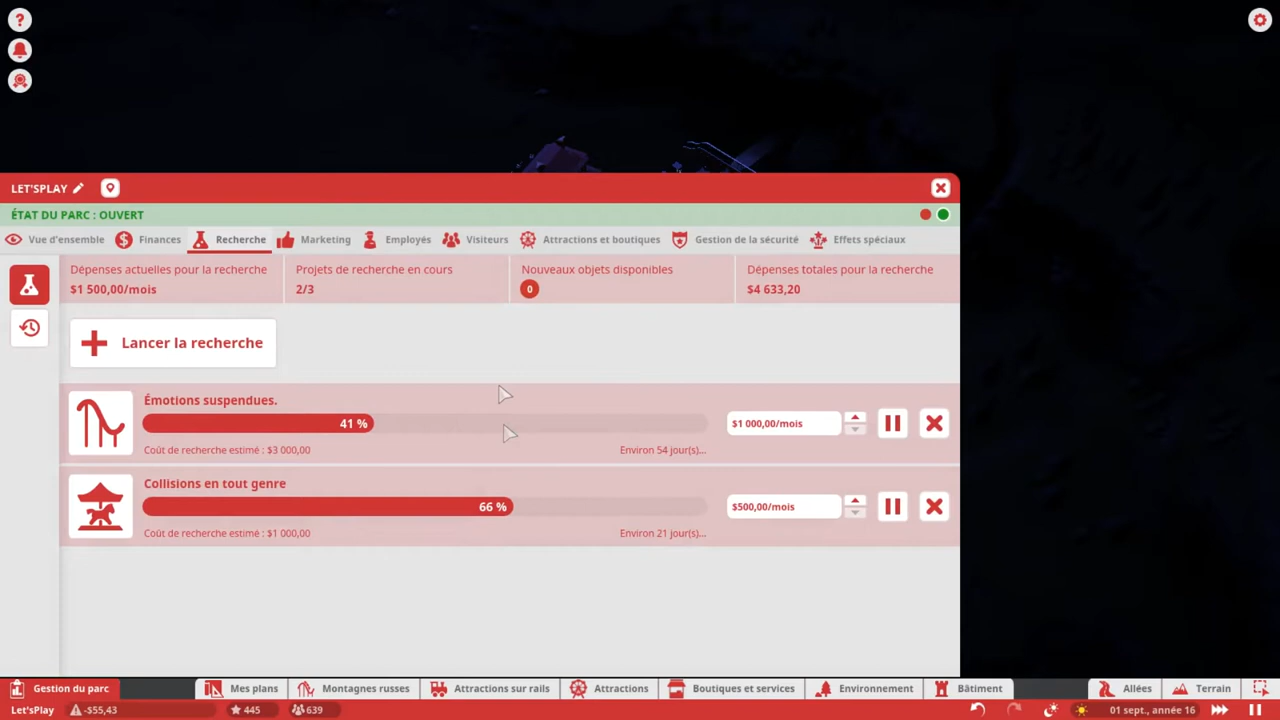 ?
LET'SPLAY
ÉTAT DU PARC : OUVERT
Vue d'ensemble Finances Recherche Marketing Employés Visiteurs Attractions et boutiques Gestion de la sécurité Effets spéciaux
Dépenses actuelles pour la recherche Projets de recherche en cours Nouveaux objets disponibles Dépenses totales pour la recherche
$1 500,00/mois 2/3 0 $4 633,20
Lancer la recherche
Émotions suspendues.
41 % $1 000,00/mois
Coût de recherche estimé : $3 000,00 Environ 54 jour(s)...
Collisions en tout genre
66 % $500,00/mois
Coût de recherche estimé : $1 000,00 Environ 21 jour(s)...
Gestion du parc Mes plans Montagnes russes Attractions sur rails Attractions Boutiques et services Environnement Bâtiment Allées Terrain
Let'sPlay -$55,43 445 639 01 sept., année 16